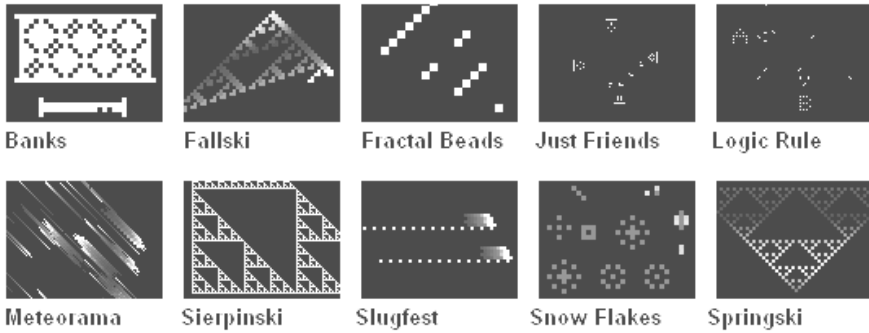 Banks Fallski Fractal Beads Just Friends Logic Rule
A
B
Meteorama Sierpinski Slugfest Snow Flakes Springski